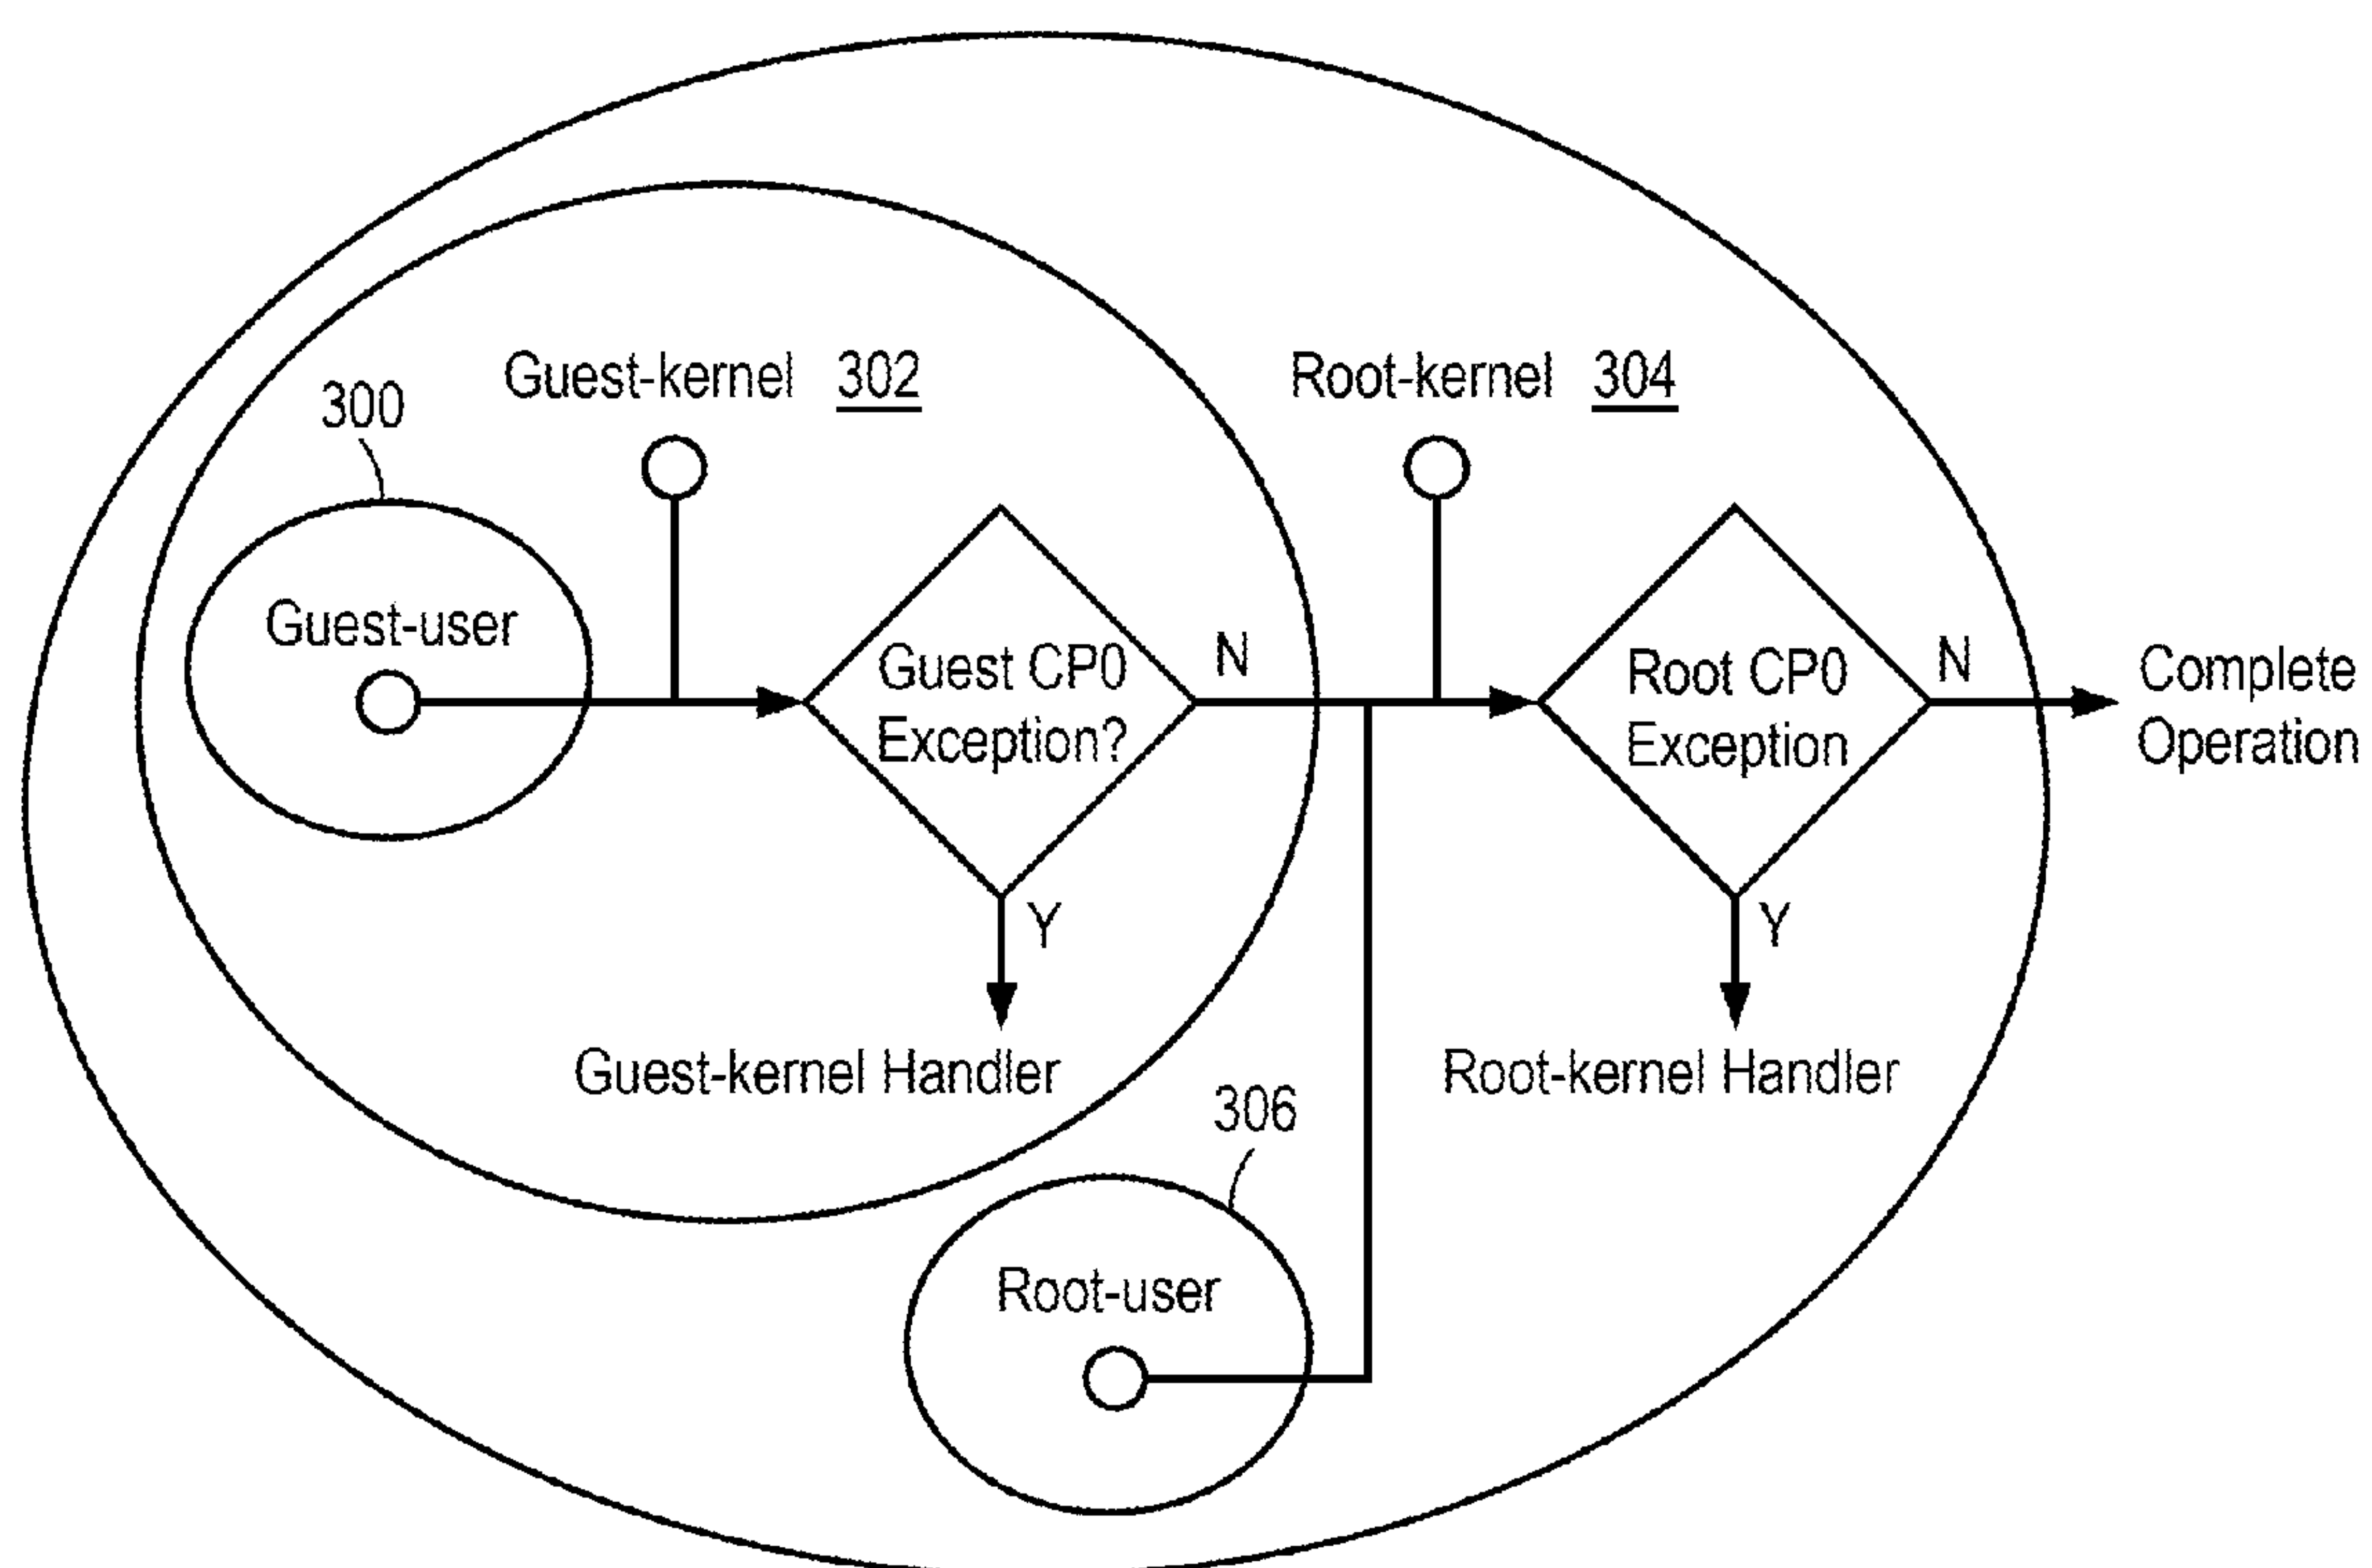 Guest-kernel 302
Root-kernel 304
300
Guest-user
Guest CP0
Exception?
N
Root CP0
Exception
N
Complete
Operation
Y
Y
Guest-kernel Handler
Root-kernel Handler
306
Root-user